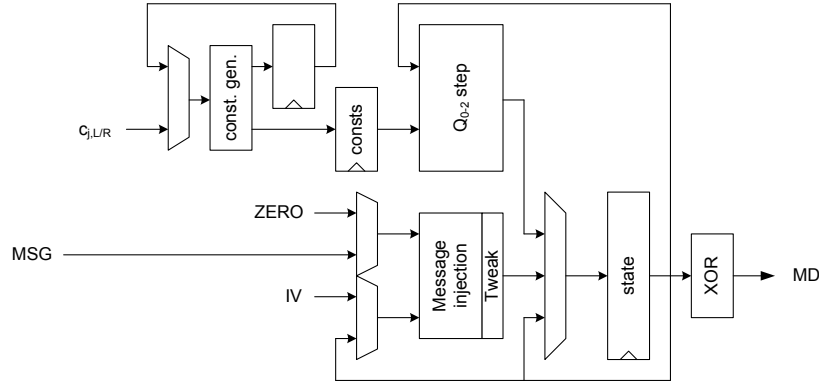 const. gen.
consts
Q0-2 step
cj,L/R
ZERO
MSG
IV
Message
injection
Tweak
state
XOR
MD